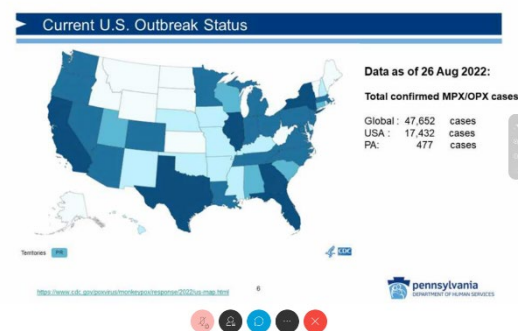 Current U.S. Outbreak Status
Data as of 26 Aug 2022:
Total confirmed MPX/OPX cases
Global : 47,652 cases
USA : 17,432 cases
PA: 477 cases
Territories PR
CDC
https://www.cdc.gov/poxvirus/monkeypox/response/2022/us-map.html
6
pennsylvania
DEPARTMENT OF HUMAN SERVICES